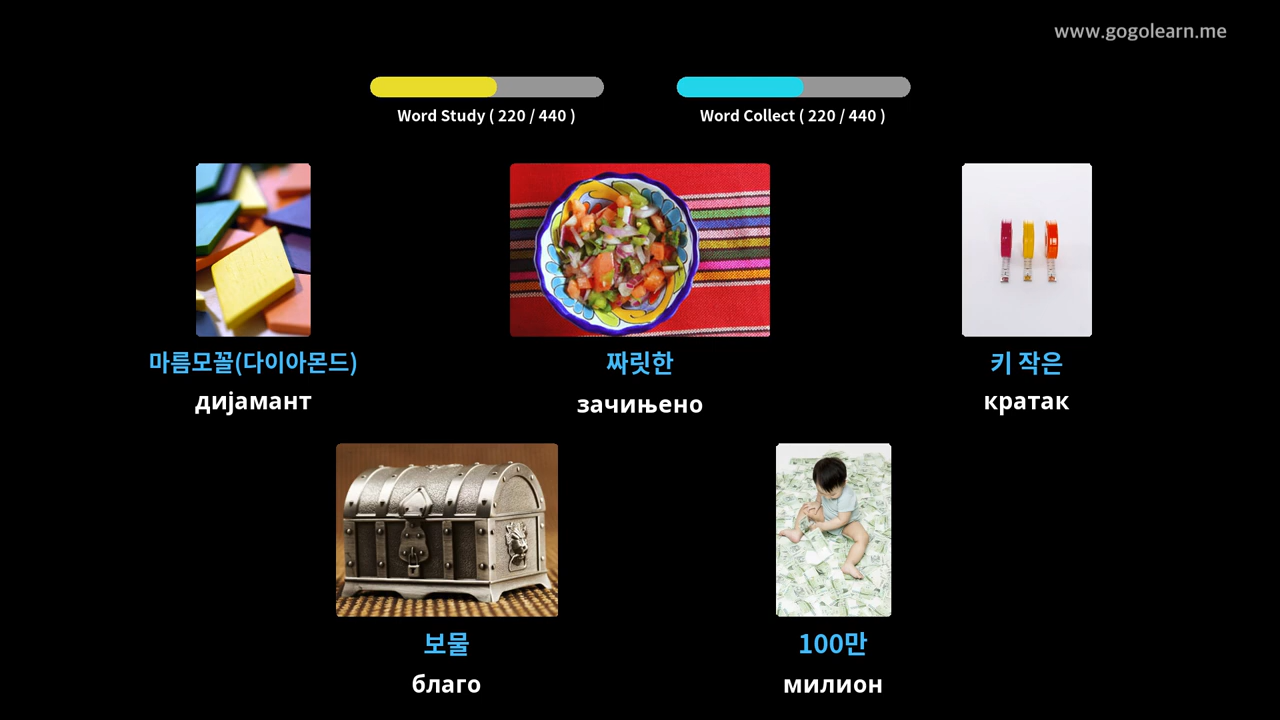 www.gogolearn.me
Word Study ( 220 / 440 )
Word Collect ( 220 / 440 )
마름모꼴(다이아몬드)
дијамант
짜릿한
зачињено
키 작은
кратак
보물
благо
100만
милион